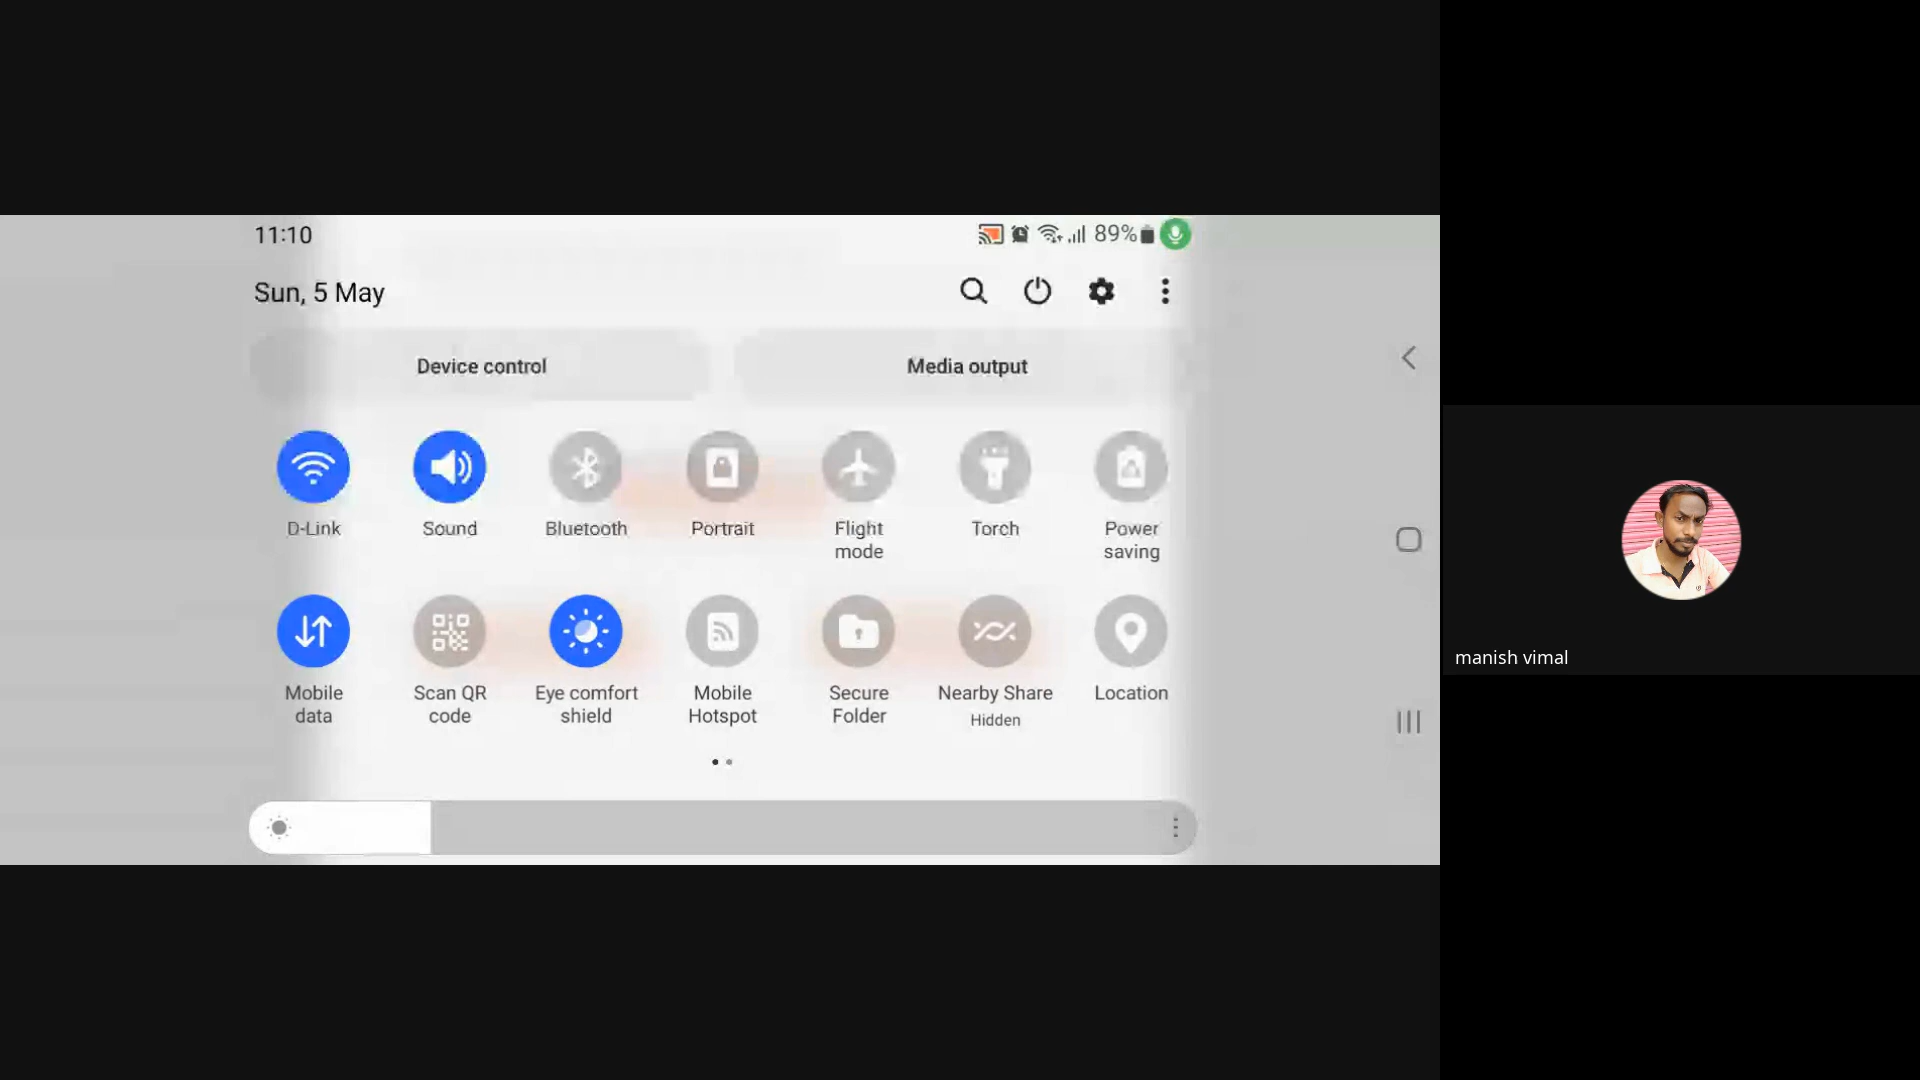 11:10
89%
Sun, 5 May
Device control
Media output
D-Link
Sound
Bluetooth
Portrait
Flight
mode
Torch
Power
saving
Mobile
data
Scan QR
code
Eye comfort
shield
Mobile
Hotspot
Secure
Folder
Nearby Share
Hidden
Location
manish vimal